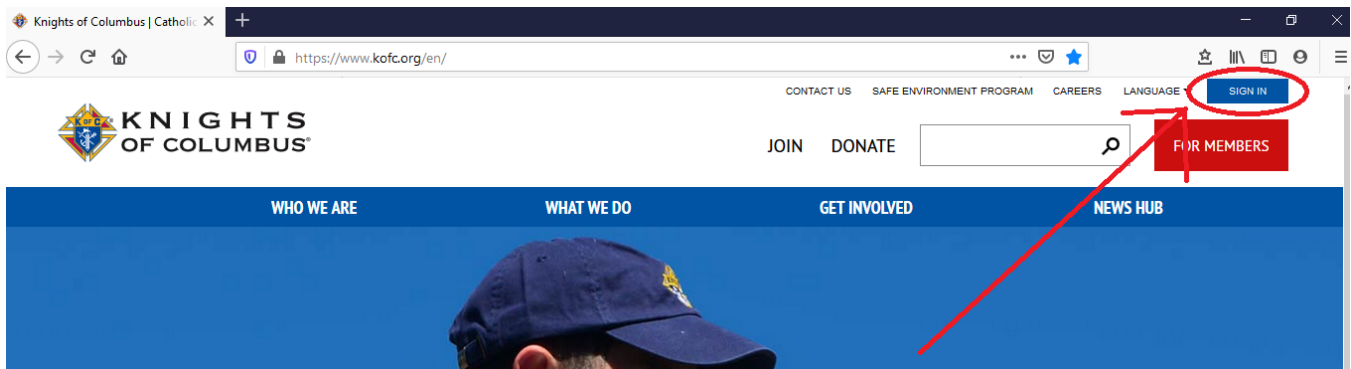 Knights of Columbus | Catholic
https://www.kofc.org/en/
CONTACT US SAFE ENVIRONMENT PROGRAM CAREERS LANGUAGE SIGN IN
K OF C
KNIGHTS
OF COLUMBUS®
JOIN DONATE FOR MEMBERS
WHO WE ARE WHAT WE DO GET INVOLVED NEWS HUB